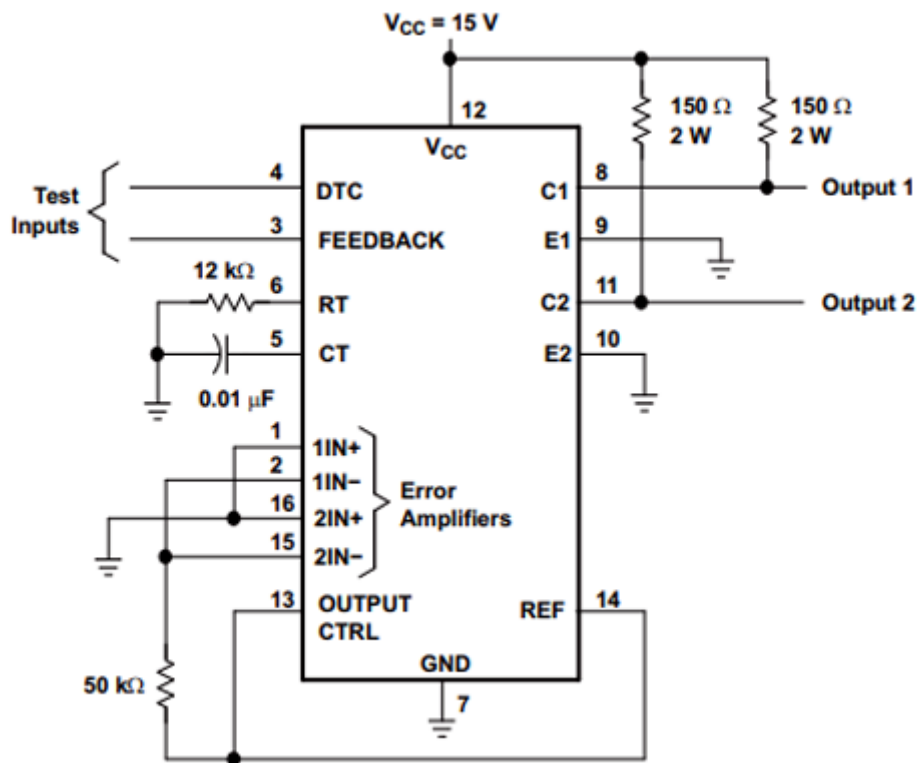 VCC = 15 V
12
150 Ω
2 W
150 Ω
2 W
VCC
Test
Inputs
4
DTC
C1
8
Output 1
3
FEEDBACK
E1
9
12 kΩ
6
RT
C2
11
Output 2
5
CT
E2
10
0.01 μF
1
1IN+
2
1IN−
16
2IN+
15
2IN−
Error
Amplifiers
13
OUTPUT
CTRL
REF
14
GND
7
50 kΩ